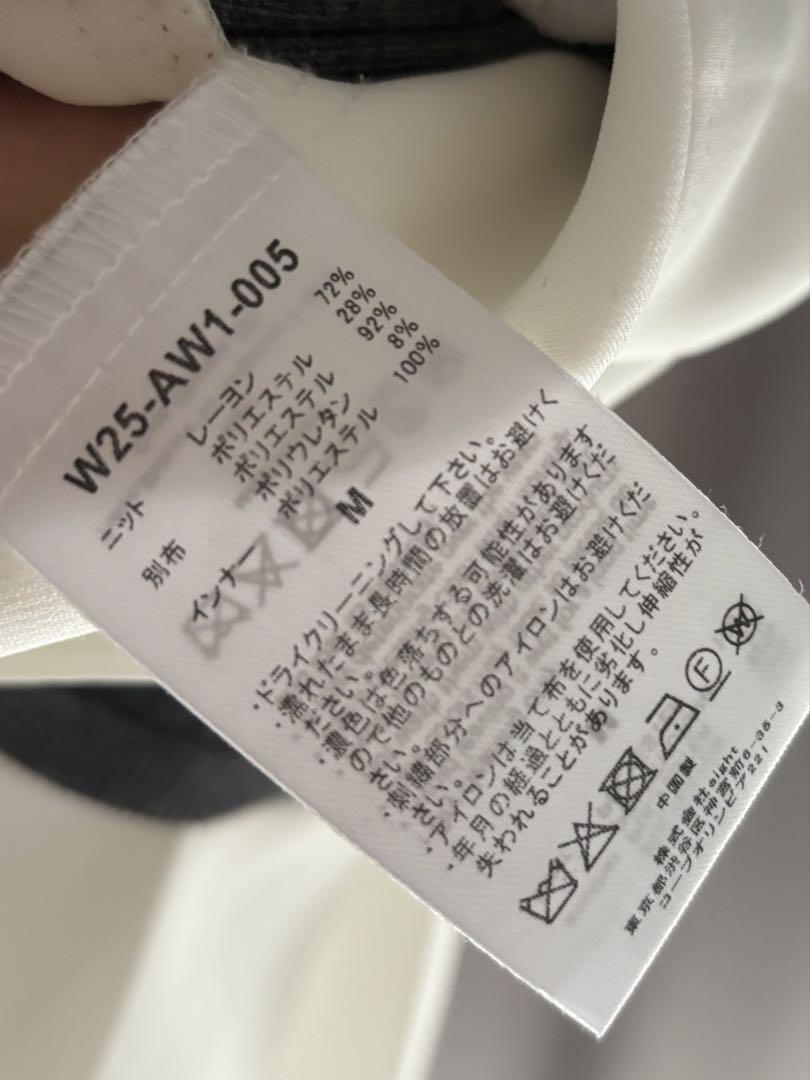 W25-AW1-005
ニット レーヨン 72%
ポリエステル 28%
別布 ポリエステル 92%
ポリウレタン 8%
インナー ポリエステル 100%
M
・ドライクリーニングして下さい。
・濡れたまま長時間の放置はお避けく
ださい。
・濃色は色落ちする可能性があります
ので他のものとの洗濯はお避けくだ
さい。
・刺繍部分へのアイロンはお避けくだ
さい。
・アイロンは当て布を使用してください。
・年月の経過とともに劣化し伸縮性が
失われることがあります。
F
W
中国製
株式会社eight
東京都渋谷区神宮前6-35-3
コープオリンピア221